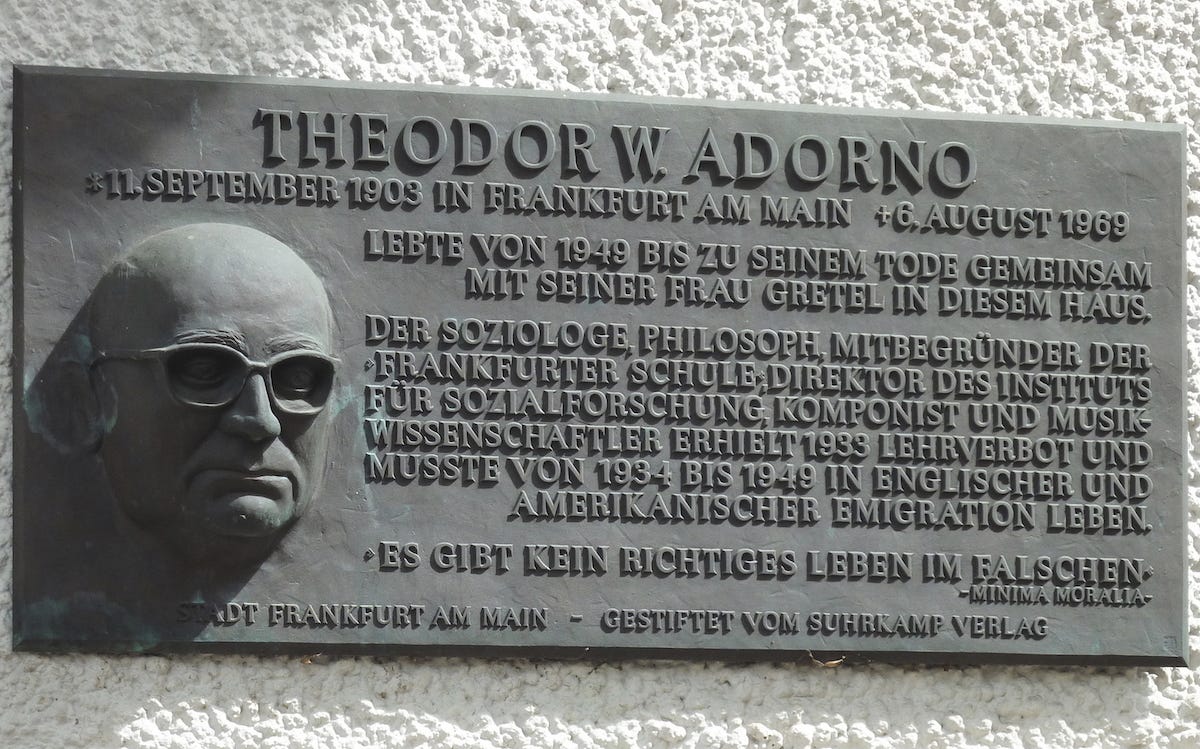 THEODOR W. ADORNO
*11. SEPTEMBER 1903 IN FRANKFURT AM MAIN +6. AUGUST 1969
LEBTE VON 1949 BIS ZU SEINEM TODE GEMEINSAM
MIT SEINER FRAU GRETEL IN DIESEM HAUS.
DER SOZIOLOGE, PHILOSOPH, MITBEGRÜNDER DER
›FRANKFURTER SCHULE‹, DIREKTOR DES INSTITUTS
FÜR SOZIALFORSCHUNG, KOMPONIST UND MUSIK-
WISSENSCHAFTLER ERHIELT 1933 LEHRVERBOT UND
MUSSTE VON 1934 BIS 1949 IN ENGLISCHER UND
AMERIKANISCHER EMIGRATION LEBEN.
›ES GIBT KEIN RICHTIGES LEBEN IM FALSCHEN‹
-MINIMA MORALIA-
STADT FRANKFURT AM MAIN - GESTIFTET VOM SUHRKAMP VERLAG